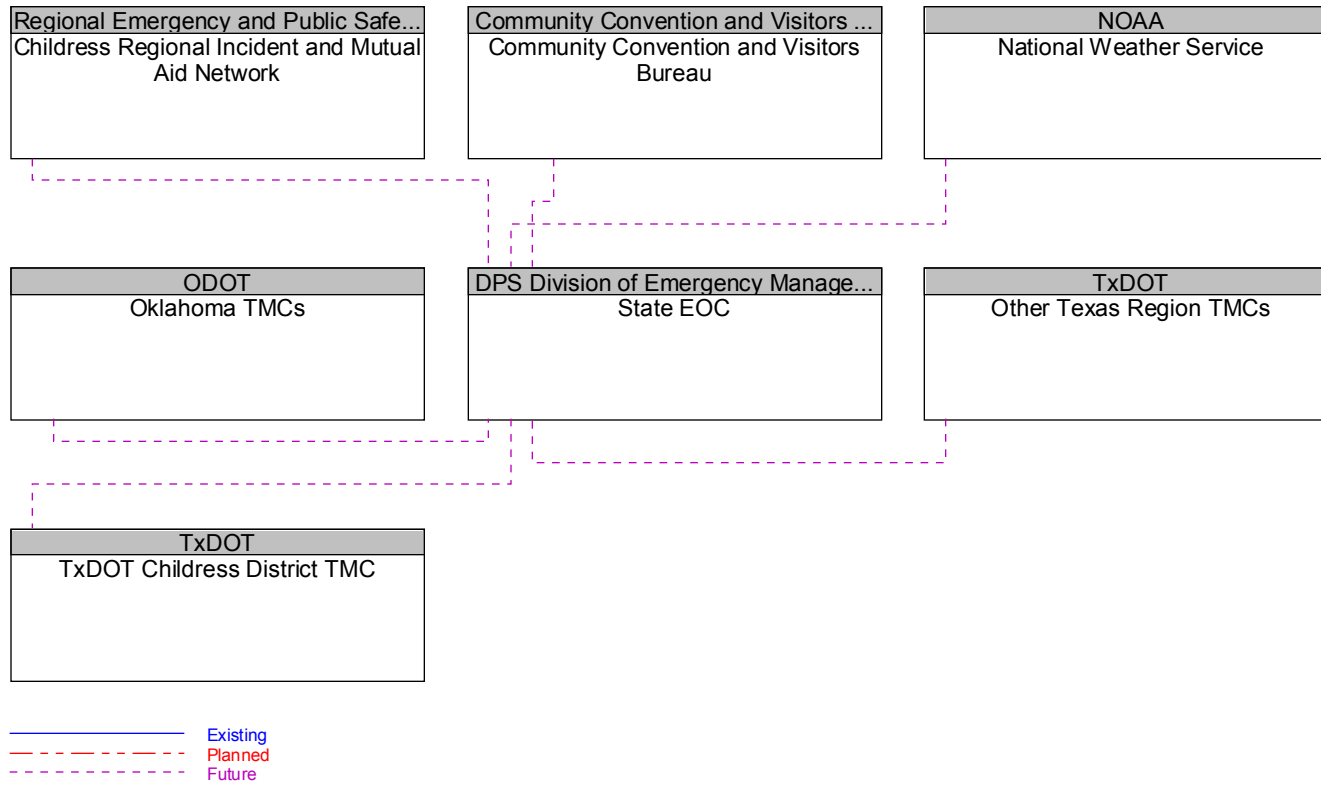 Regional Emergency and Public Safe...
Childress Regional Incident and Mutual
Aid Network
Community Convention and Visitors ...
Community Convention and Visitors
Bureau
NOAA
National Weather Service
ODOT
Oklahoma TMCs
DPS Division of Emergency Manage...
State EOC
TxDOT
Other Texas Region TMCs
TxDOT
TxDOT Childress District TMC
Existing
Planned
Future